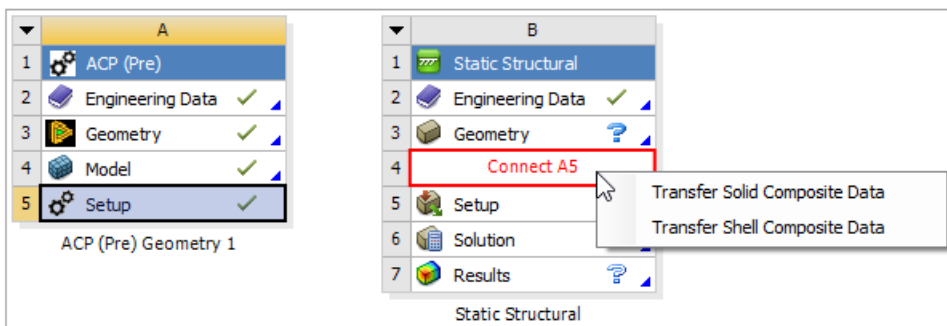 A
1 ACP (Pre)
2 Engineering Data
3 Geometry
4 Model
5 Setup
ACP (Pre) Geometry 1
B
1 Static Structural
2 Engineering Data
3 Geometry ?
4 Connect A5
5 Setup
6 Solution
7 Results ?
Static Structural
Transfer Solid Composite Data
Transfer Shell Composite Data